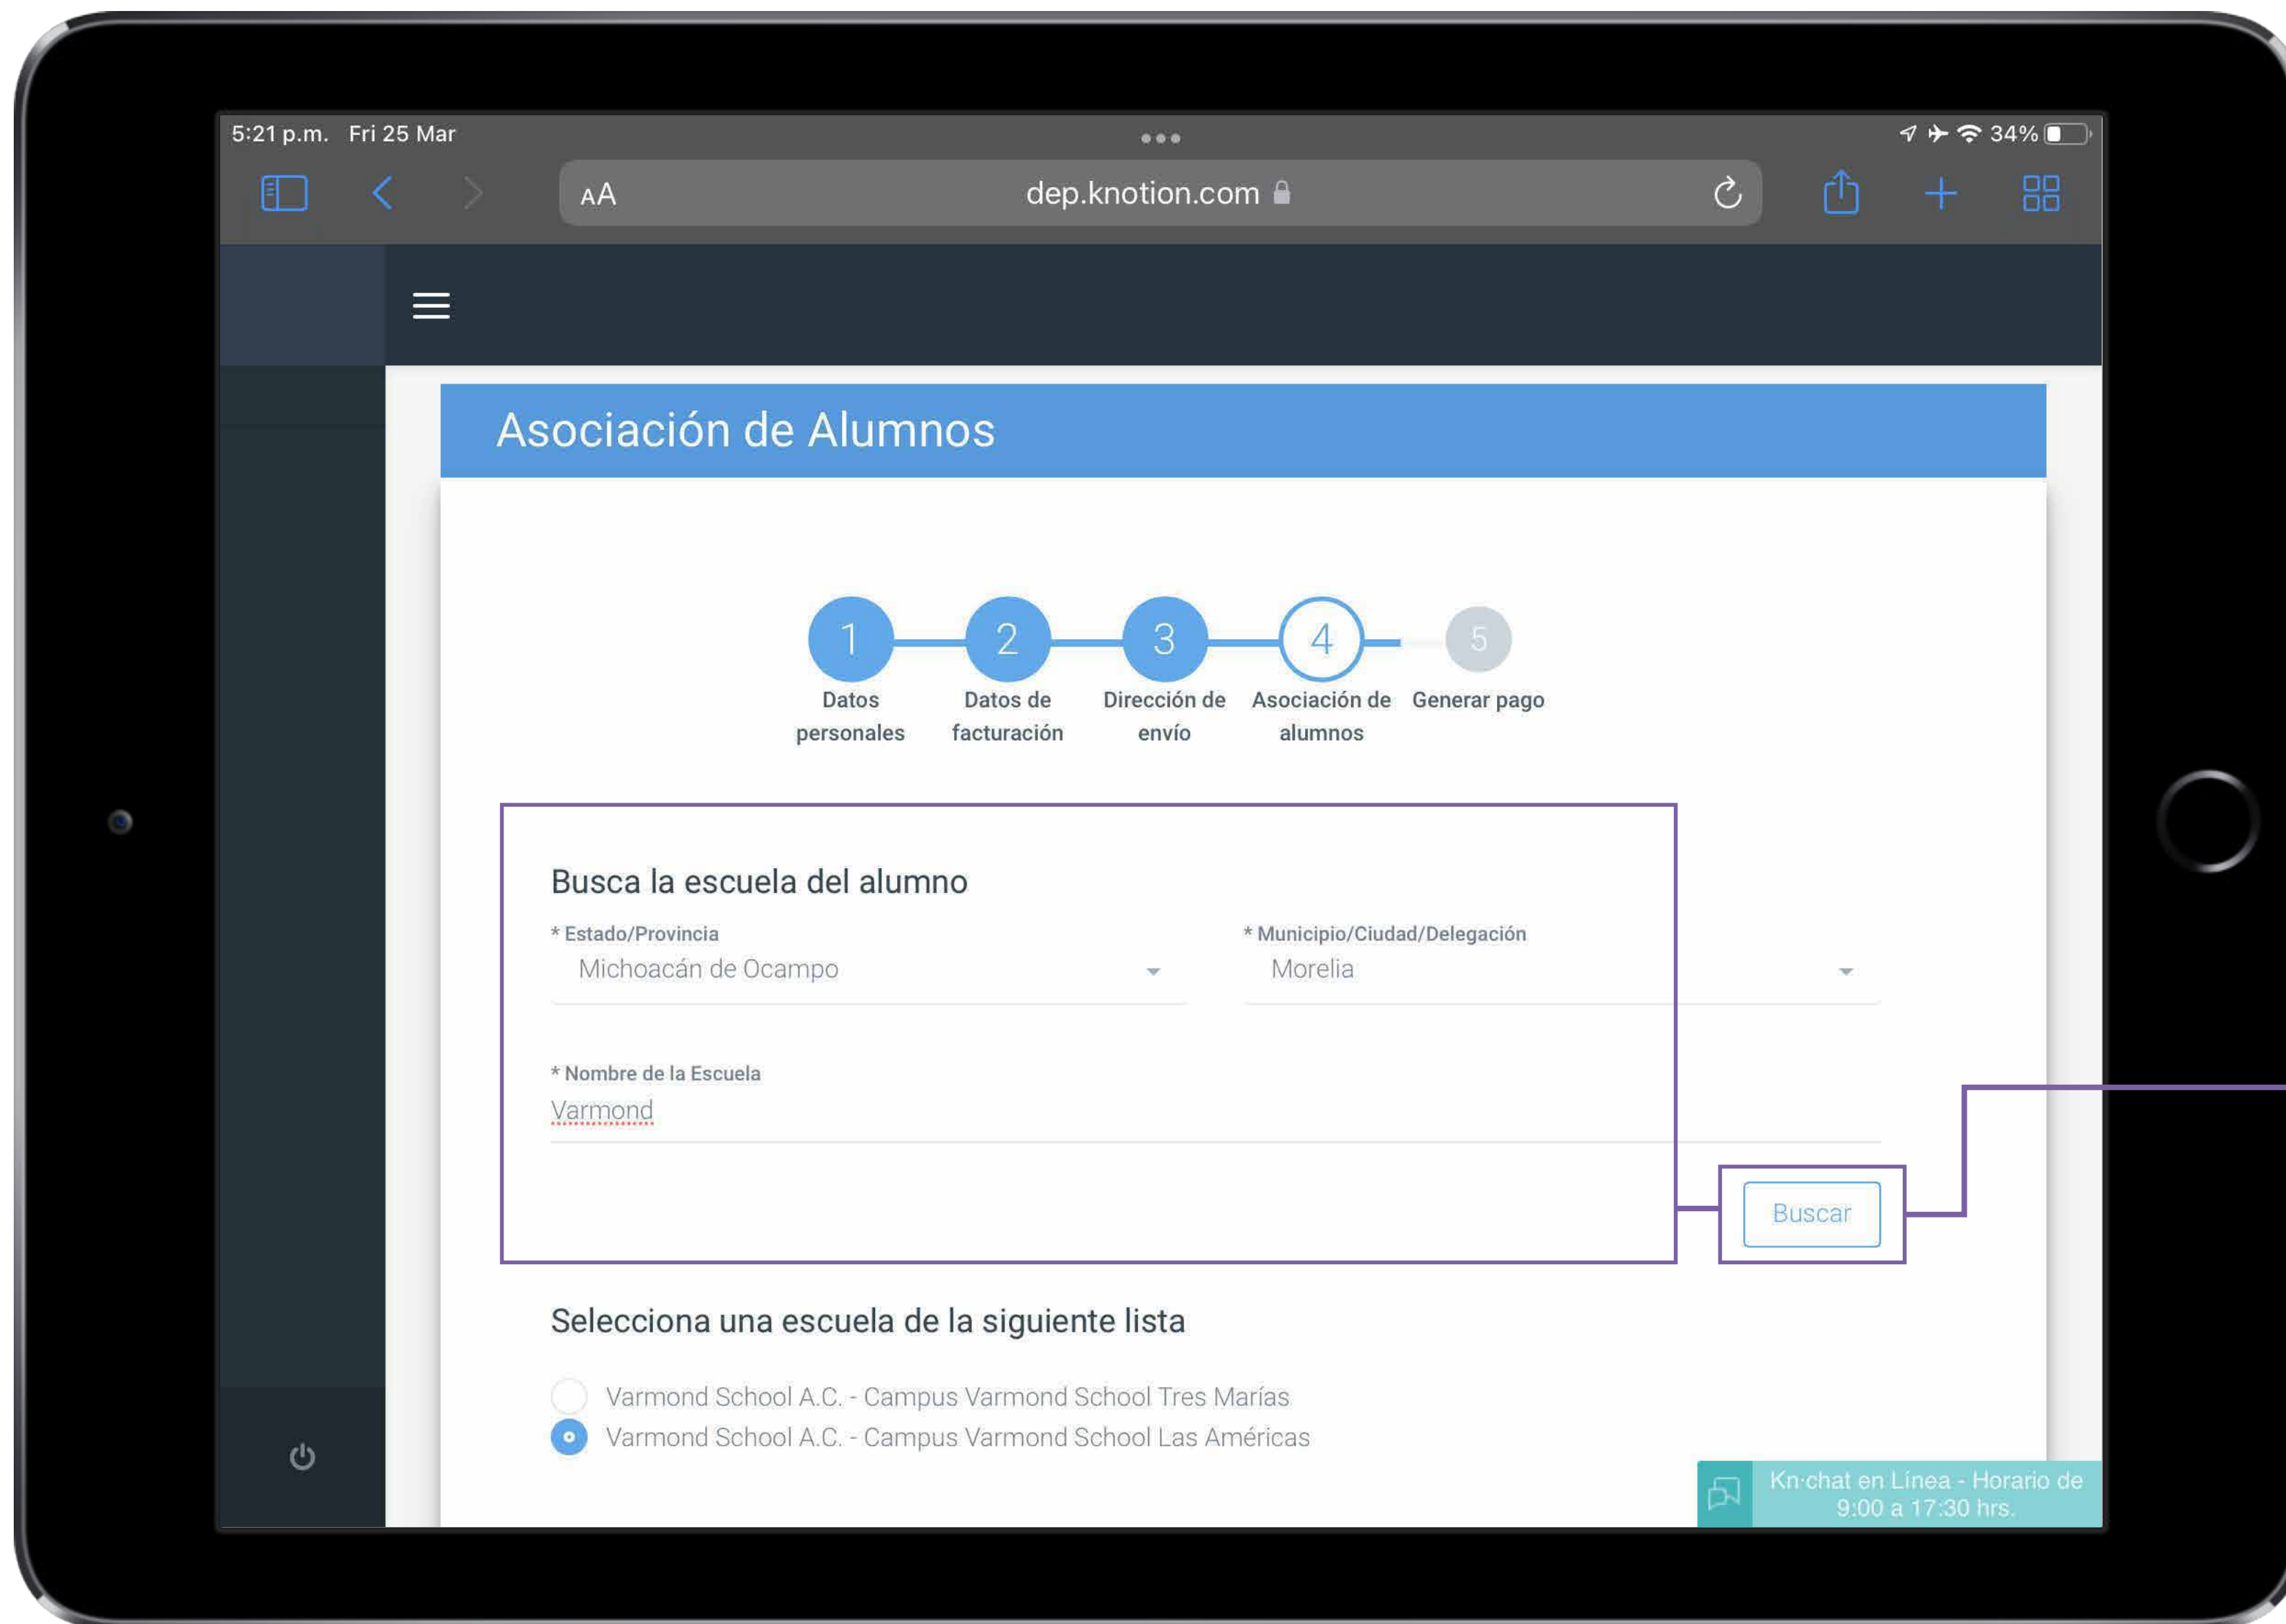 5:21 p.m. Fri 25 Mar
34%
AA
dep.knotion.com
Asociación de Alumnos
1
2
3
4
5
Datos personales
Datos de facturación
Dirección de envío
Asociación de alumnos
Generar pago
Busca la escuela del alumno
* Estado/Provincia
* Municipio/Ciudad/Delegación
Michoacán de Ocampo
Morelia
* Nombre de la Escuela
Varmond
Buscar
Selecciona una escuela de la siguiente lista
Varmond School A.C. - Campus Varmond School Tres Marías
Varmond School A.C. - Campus Varmond School Las Américas
Kn·chat en Línea - Horario de
9:00 a 17:30 hrs.